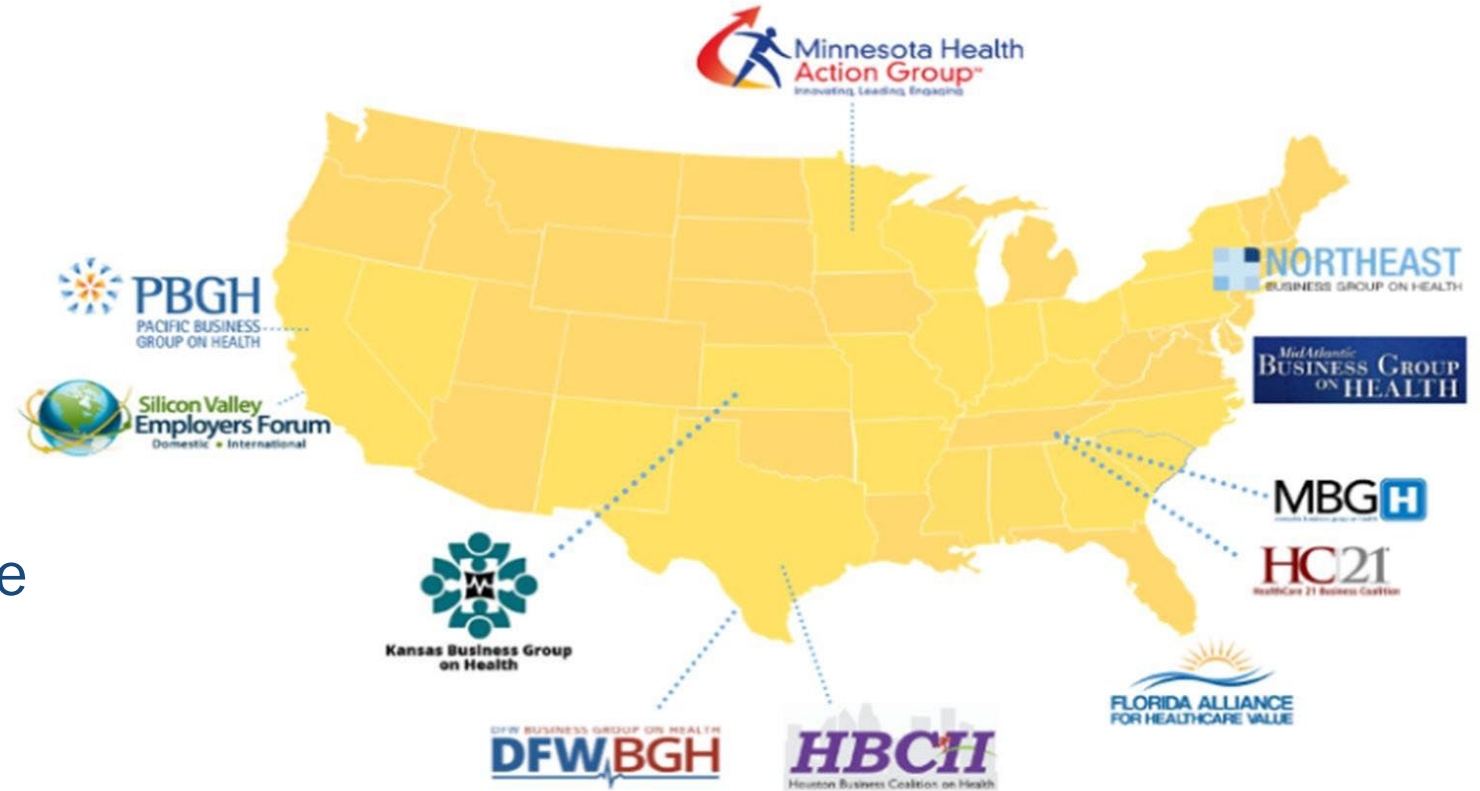 Minnesota Health
Action Group
Innovating, Leading, Engaging
PBGH
PACIFIC BUSINESS
GROUP ON HEALTH
NORTHEAST
BUSINESS GROUP ON HEALTH
MidAtlantic
BUSINESS GROUP
ON HEALTH
Silicon Valley
Employers Forum
Domestic • International
MBGH
HC21
HealthCare 21 Business Coalition
e
Kansas Business Group
on Health
FLORIDA ALLIANCE
FOR HEALTHCARE VALUE
DFW BUSINESS GROUP ON HEALTH
DFWBGH
HBCH
Houston Business Coalition on Health